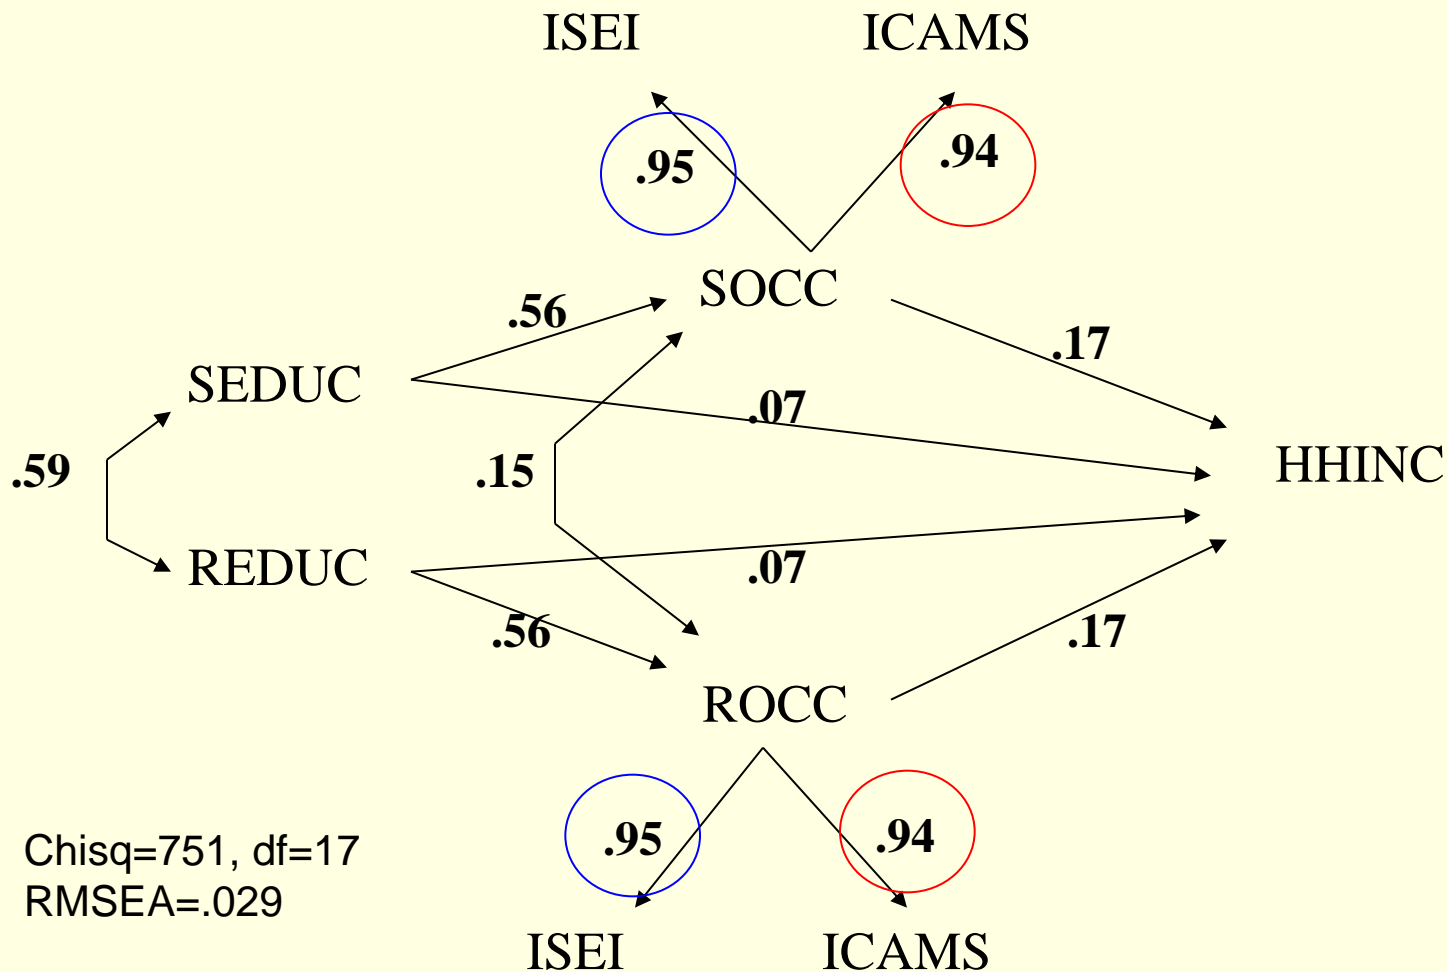 ISEI ICAMS
.95 .94
SOCC
.56
.17
SEDUC
.07
.59 .15 HHINC
REDUC
.07
.56 .17
ROCC
.95 .94
Chisq=751, df=17
RMSEA=.029
ISEI ICAMS